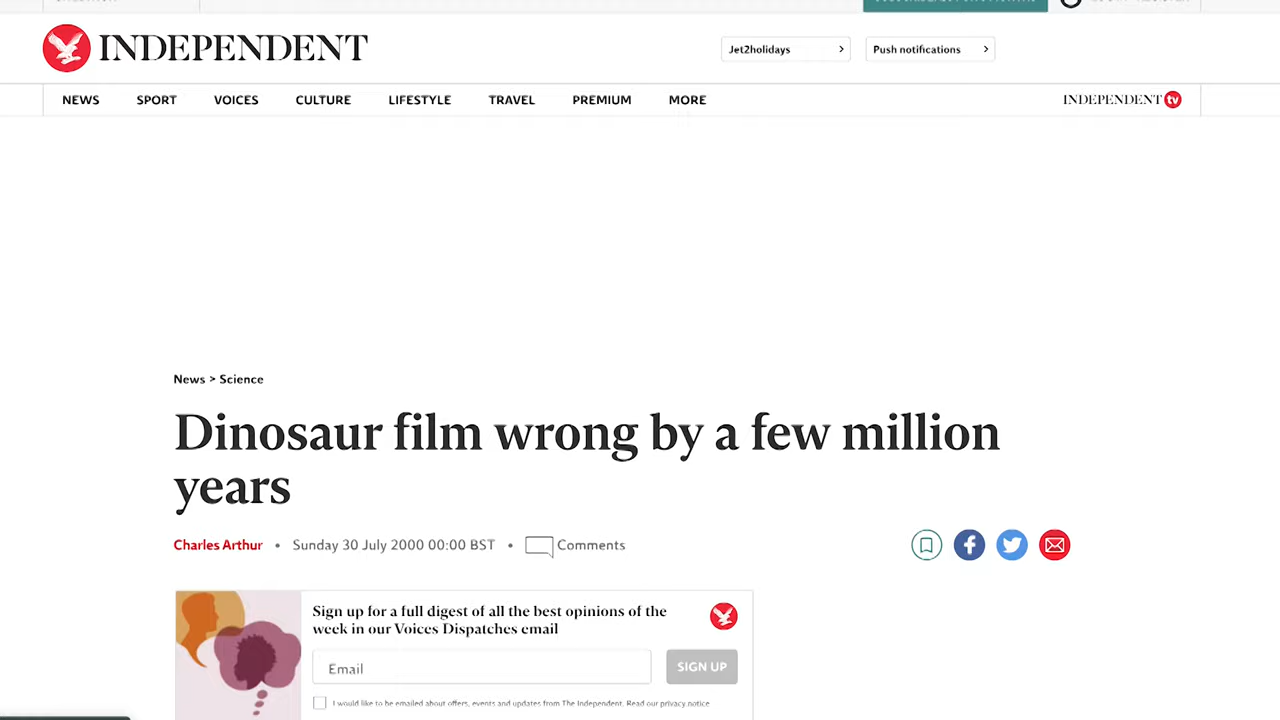 INDEPENDENT
Jet2holidays
Push notifications
NEWS SPORT VOICES CULTURE LIFESTYLE TRAVEL PREMIUM MORE INDEPENDENT tv
News > Science
Dinosaur film wrong by a few million
years
Charles Arthur • Sunday 30 July 2000 00:00 BST • Comments
Sign up for a full digest of all the best opinions of the
week in our Voices Dispatches email
Email
SIGN UP
I would like to be emailed about offers, events and updates from The Independent. Read our privacy notice